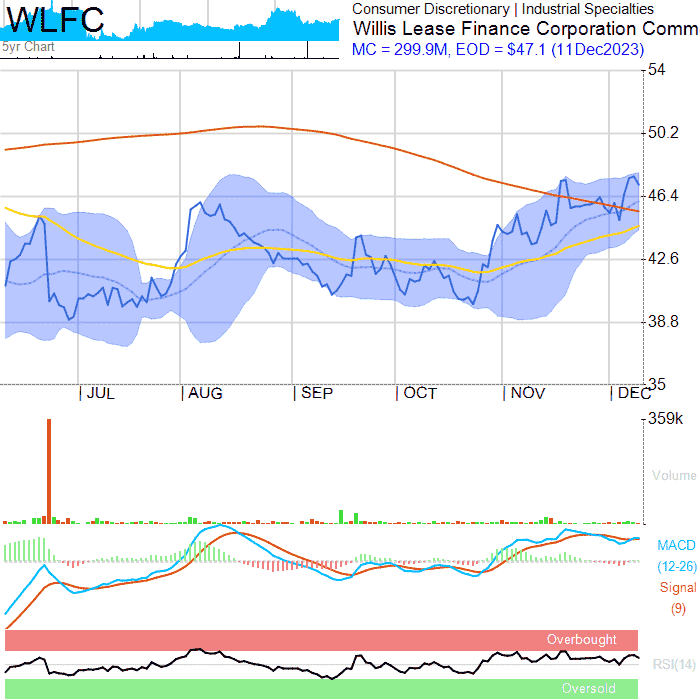 WLFC
5yr Chart
Consumer Discretionary | Industrial Specialties
Willis Lease Finance Corporation Comm
MC = 299.9M, EOD = $47.1 (11Dec2023)
54
50.2
46.4
42.6
38.8
35
JUL
AUG
SEP
OCT
NOV
DEC
359k
Volume
MACD
(12-26)
Signal
(9)
Overbought
RSI(14)
Oversold